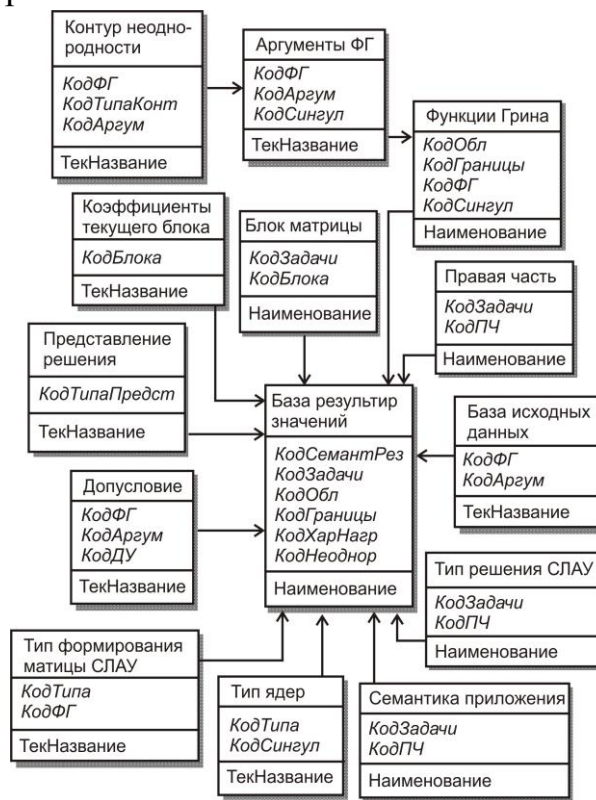 Контур неодно-
родности
КодФГ
КодТипаКонт
КодАргум
ТекНазвание
Аргументы ФГ
КодФГ
КодАргум
КодСингул
ТекНазвание
Функции Грина
КодОбл
КодГраницы
КодФГ
КодСингул
Наименование
Коэффициенты
текущего блока
КодБлока
ТекНазвание
Блок матрицы
КодЗадачи
КодБлока
Наименование
Правая часть
КодЗадачи
КодПЧ
Наименование
Представление
решения
КодТипаПредст
ТекНазвание
База результир
значений
КодСемантРез
КодЗадачи
КодОбл
КодГраницы
КодХарНагр
КодНеоднор
Наименование
База исходных
данных
КодФГ
КодАргум
ТекНазвание
Допусловие
КодФГ
КодАргум
КодДУ
ТекНазвание
Тип решения СЛАУ
КодЗадачи
КодПЧ
Наименование
Тип формирования
матицы СЛАУ
КодТипа
КодФГ
ТекНазвание
Тип ядер
КодТипа
КодСингул
ТекНазвание
Семантика приложения
КодЗадачи
КодПЧ
Наименование